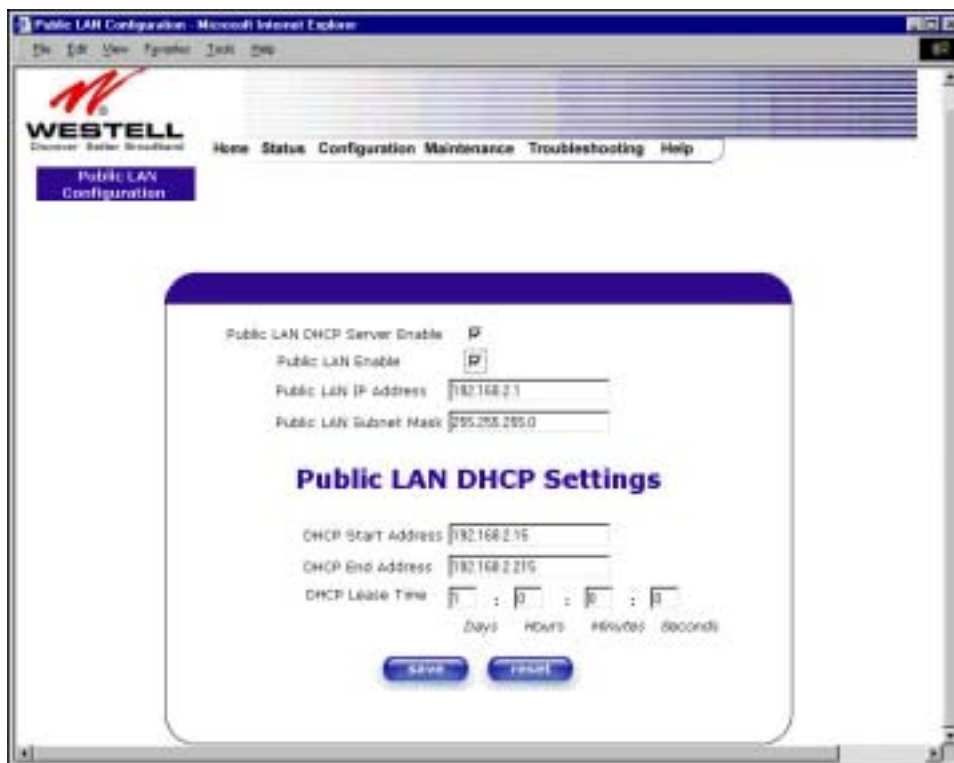 Public LAN Configuration - Microsoft Internet Explorer
File Edit View Favorites Tools Help
WESTELL
Discover Better Broadband
Home Status Configuration Maintenance Troubleshooting Help
Public LAN
Configuration
Public LAN DHCP Server Enable
Public LAN Enable
Public LAN IP Address 192.168.2.1
Public LAN Subnet Mask 255.255.255.0
Public LAN DHCP Settings
DHCP Start Address 192.168.2.15
DHCP End Address 192.168.2.215
DHCP Lease Time 1 : 0 : 0 : 0
Days Hours Minutes Seconds
save reset